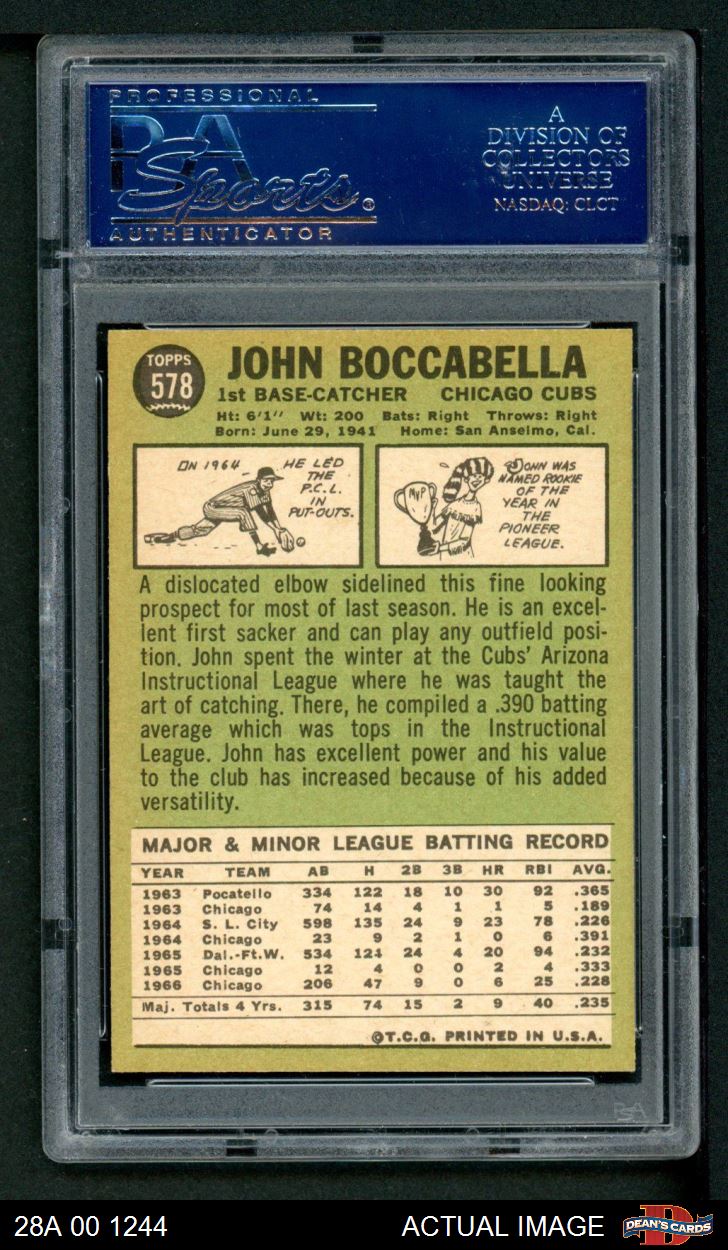 PROFESSIONAL
PSA
Sports®
AUTHENTICATOR
A
DIVISION OF
COLLECTORS
UNIVERSE
NASDAQ: CLCT
TOPPS
578
JOHN BOCCABELLA
1st BASE-CATCHER CHICAGO CUBS
Ht: 6'1" Wt: 200 Bats: Right Throws: Right
Born: June 29, 1941 Home: San Anselmo, Cal.
IN 1964 HE LED
THE
P.C.L.
IN
PUT-OUTS.
MVP
JOHN WAS
NAMED ROOKIE
OF THE
YEAR IN
THE
PIONEER
LEAGUE.
A dislocated elbow sidelined this fine looking
prospect for most of last season. He is an excel-
lent first sacker and can play any outfield posi-
tion. John spent the winter at the Cubs' Arizona
Instructional League where he was taught the
art of catching. There, he compiled a .390 batting
average which was tops in the Instructional
League. John has excellent power and his value
to the club has increased because of his added
versatility.
MAJOR & MINOR LEAGUE BATTING RECORD
YEAR TEAM AB H 2B 3B HR RBI AVG.
1963 Pocatello 334 122 18 10 30 92 .365
1963 Chicago 74 14 4 1 1 5 .189
1964 S. L. City 598 135 24 9 23 78 .226
1964 Chicago 23 9 2 1 0 6 .391
1965 Dal.-Ft.W. 534 124 24 4 20 94 .232
1965 Chicago 12 4 0 0 2 4 .333
1966 Chicago 206 47 9 0 6 25 .228
Maj. Totals 4 Yrs. 315 74 15 2 9 40 .235
©T.C.G. PRINTED IN U.S.A.
PSA
28A 00 1244 ACTUAL IMAGE DEAN'S CARDS